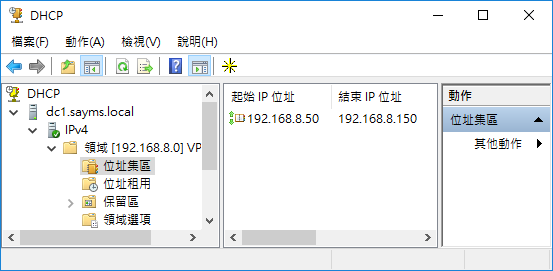 DHCP
檔案(F) 動作(A) 檢視(V) 說明(H)
DHCP
dc1.sayms.local
IPv4
領域 [192.168.8.0] VP
位址集區
位址租用
保留區
領域選項
起始 IP 位址 結束 IP 位址
192.168.8.50 192.168.8.150
動作
位址集區
其他動作